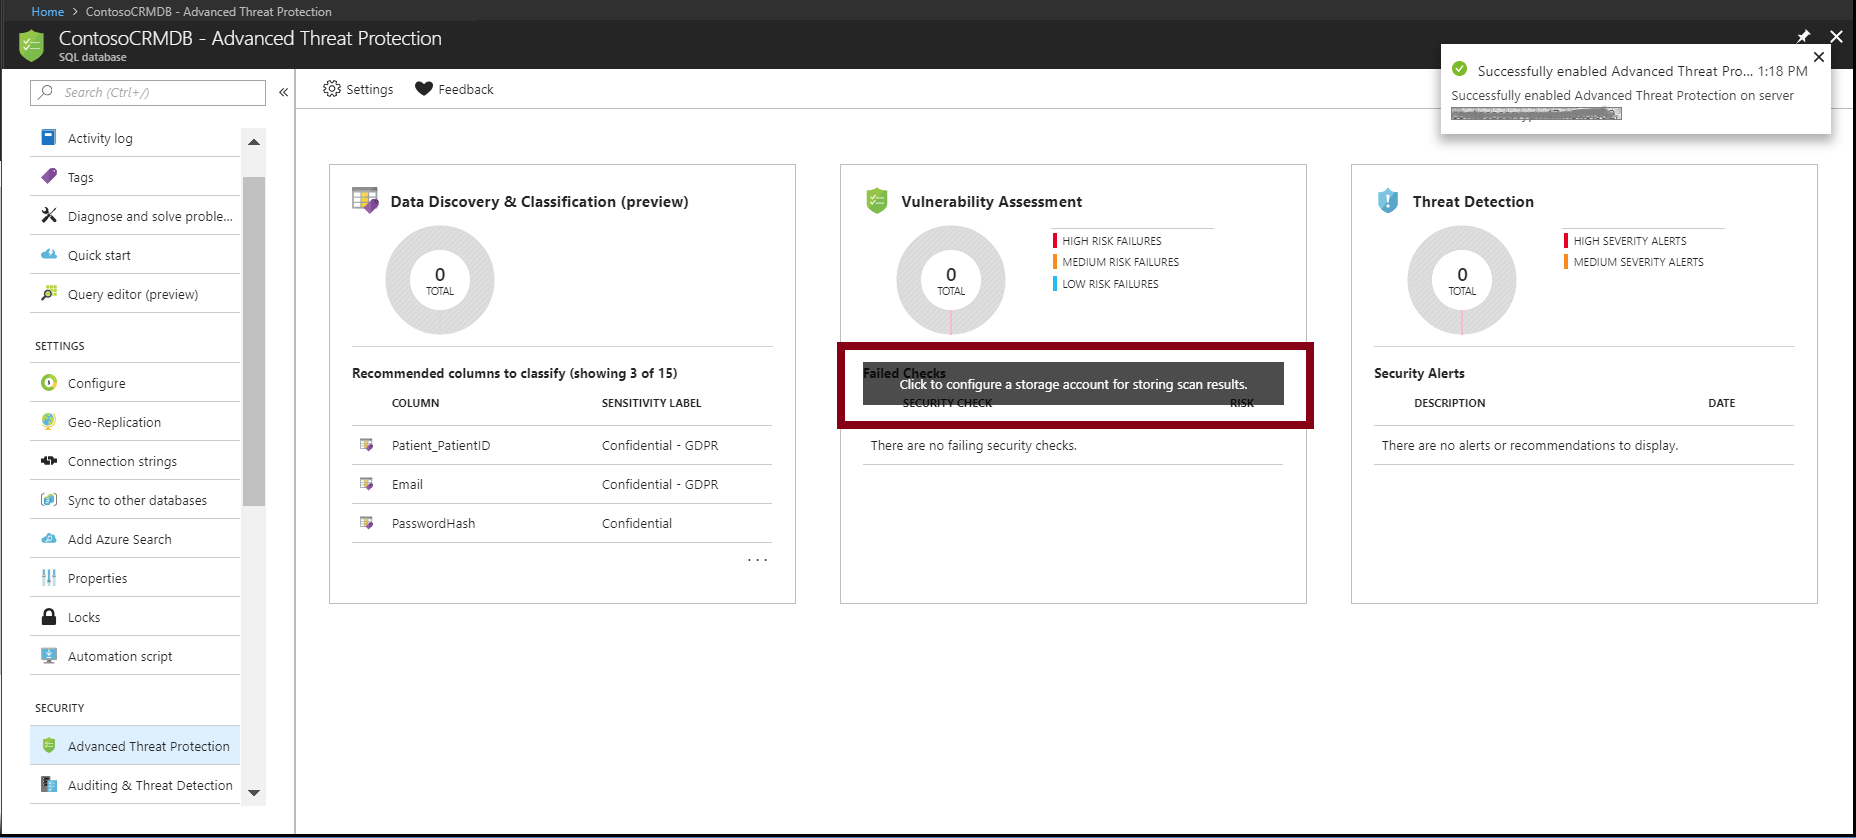 Home > ContosoCRMDB - Advanced Threat Protection
ContosoCRMDB - Advanced Threat Protection
SQL database
Successfully enabled Advanced Threat Pro... 1:18 PM
Successfully enabled Advanced Threat Protection on server
Search (Ctrl+/)
«
Activity log
Tags
Diagnose and solve proble...
Quick start
Query editor (preview)
SETTINGS
Configure
Geo-Replication
Connection strings
Sync to other databases
Add Azure Search
Properties
Locks
Automation script
SECURITY
Advanced Threat Protection
Auditing & Threat Detection
Settings
Feedback
Data Discovery & Classification (preview)
0
TOTAL
Recommended columns to classify (showing 3 of 15)
COLUMN SENSITIVITY LABEL
Patient_PatientID Confidential - GDPR
Email Confidential - GDPR
PasswordHash Confidential
...
Vulnerability Assessment
0
TOTAL
HIGH RISK FAILURES
MEDIUM RISK FAILURES
LOW RISK FAILURES
Failed Checks
Click to configure a storage account for storing scan results.
SECURITY CHECK RISK
There are no failing security checks.
Threat Detection
0
TOTAL
HIGH SEVERITY ALERTS
MEDIUM SEVERITY ALERTS
Security Alerts
DESCRIPTION DATE
There are no alerts or recommendations to display.